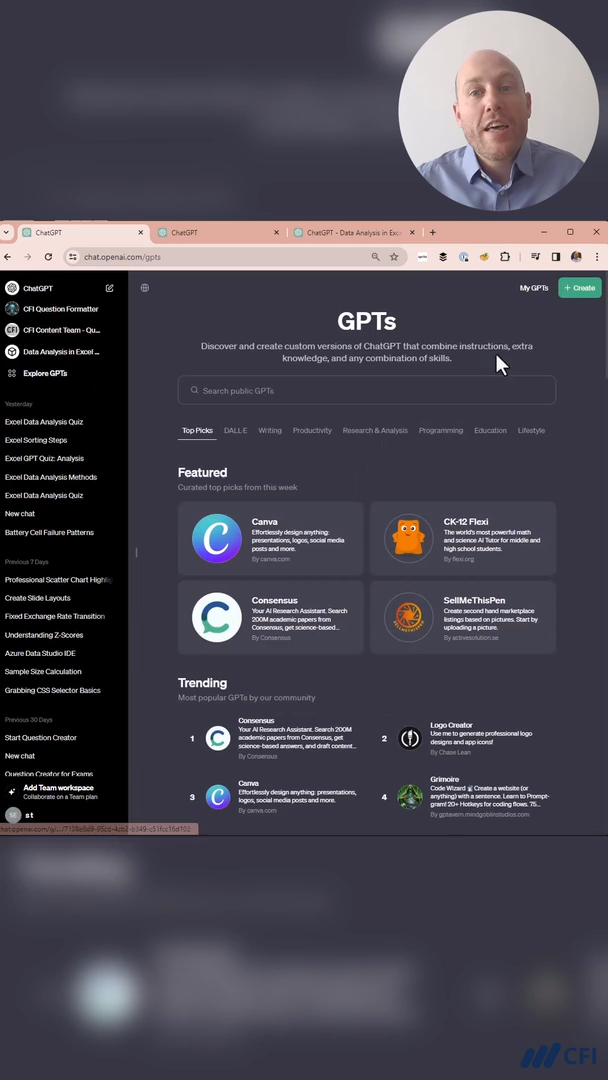 ChatGPT
ChatGPT
ChatGPT - Data Analysis in Exce
chat.openai.com/gpts
ChatGPT
CFI Question Formatter
CFI
CFI Content Team - Qu...
Data Analysis in Excel ...
Explore GPTs
Yesterday
Excel Data Analysis Quiz
Excel Sorting Steps
Excel GPT Quiz: Analysis
Excel Data Analysis Methods
Excel Data Analysis Quiz
New chat
Battery Cell Failure Patterns
Previous 7 Days
Professional Scatter Chart Highlig
Create Slide Layouts
Fixed Exchange Rate Transition
Understanding Z-Scores
Azure Data Studio IDE
Sample Size Calculation
Grabbing CSS Selector Basics
Previous 30 Days
Start Question Creator
New chat
Question Creator for Exams
Add Team workspace
Collaborate on a Team plan
s t
My GPTs
+ Create
GPTs
Discover and create custom versions of ChatGPT that combine instructions, extra
knowledge, and any combination of skills.
Search public GPTs
Top Picks DALL·E Writing Productivity Research & Analysis Programming Education Lifestyle
Featured
Curated top picks from this week
Canva
Effortlessly design anything:
presentations, logos, social media
posts and more.
By canva.com
CK-12 Flexi
The world's most powerful math
and science AI Tutor for middle and
high school students.
By flexi.org
Consensus
Your AI Research Assistant. Search
200M academic papers from
Consensus, get science-based...
By Consensus
SellMeThisPen
Create second hand marketplace
listings based on pictures. Start by
uploading a picture.
By activesolution.se
Trending
Most popular GPTs by our community
1
Consensus
Your AI Research Assistant. Search 200M
academic papers from Consensus, get
science-based answers, and draft content...
By Consensus
2
Logo Creator
Use me to generate professional logo
designs and app icons!
By Chase Lean
3
Canva
Effortlessly design anything: presentations,
logos, social media posts and more.
By canva.com
4
Grimoire
Code Wizard Create a website (or
anything) with a sentence. Learn to Prompt-
gram! 20+ Hotkeys for coding flows. 75...
By gptavern.mindgoblinstudios.com
CFI